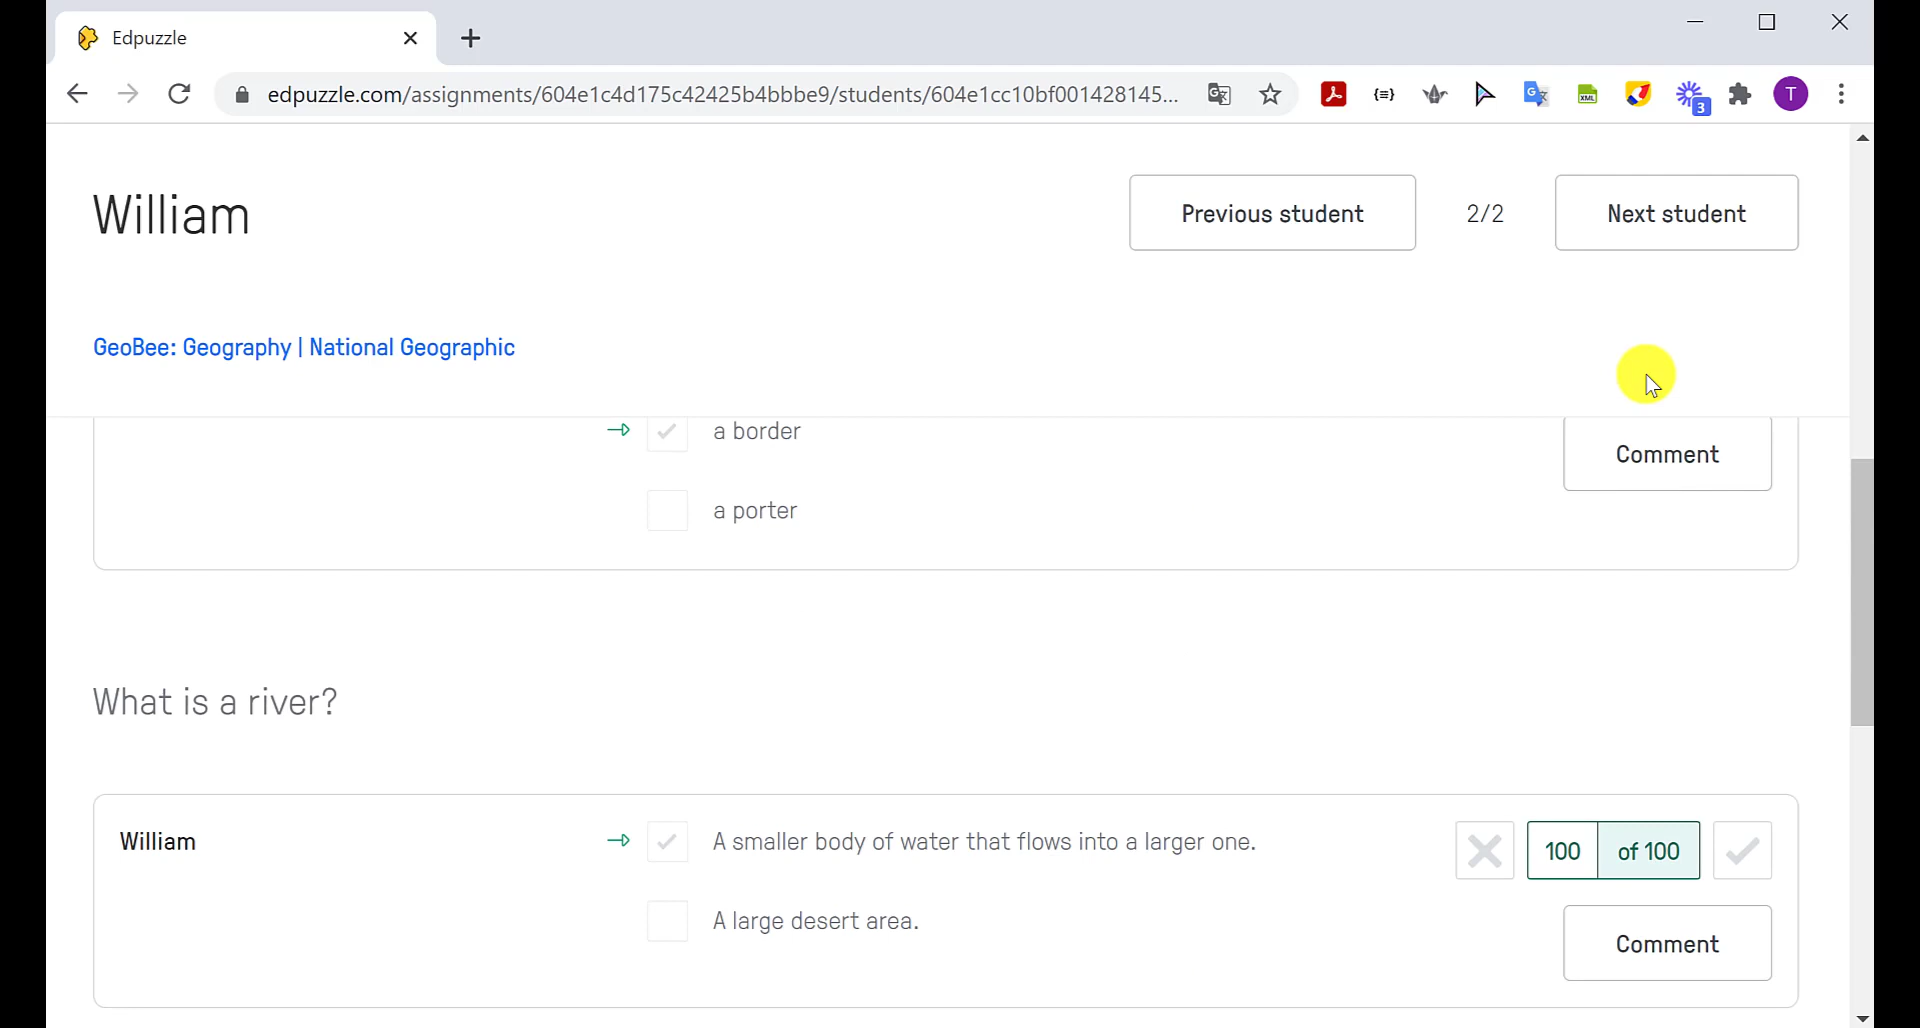 Edpuzzle
edpuzzle.com/assignments/604e1c4d175c42425b4bbbe9/students/604e1cc10bf001428145...
XML
3
T
William
Previous student
2/2
Next student
GeoBee: Geography | National Geographic
a border
Comment
a porter
What is a river?
William
A smaller body of water that flows into a larger one.
100
of 100
A large desert area.
Comment